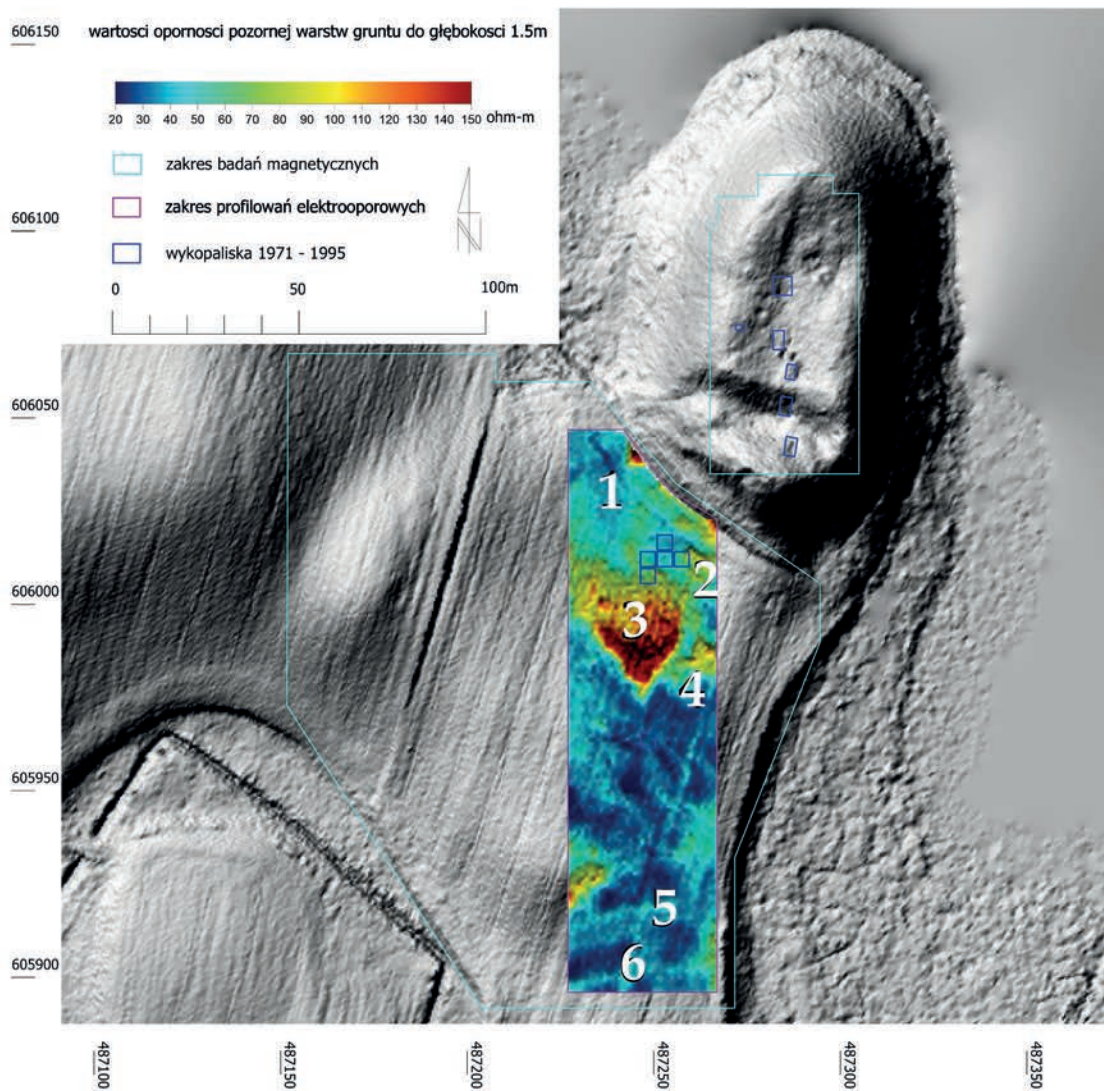 606150
wartosci opornosci pozornej warstw gruntu do głębokosci 1.5m
20 30 40 50 60 70 80 90 100 110 120 130 140 150 ohm-m
zakres badań magnetycznych
zakres profilowań elektrooporowych
N
wykopaliska 1971 - 1995
0 50 100m
606100
606050
606000
605950
605900
1
2
3
4
5
6
487100
487150
487200
487250
487300
487350